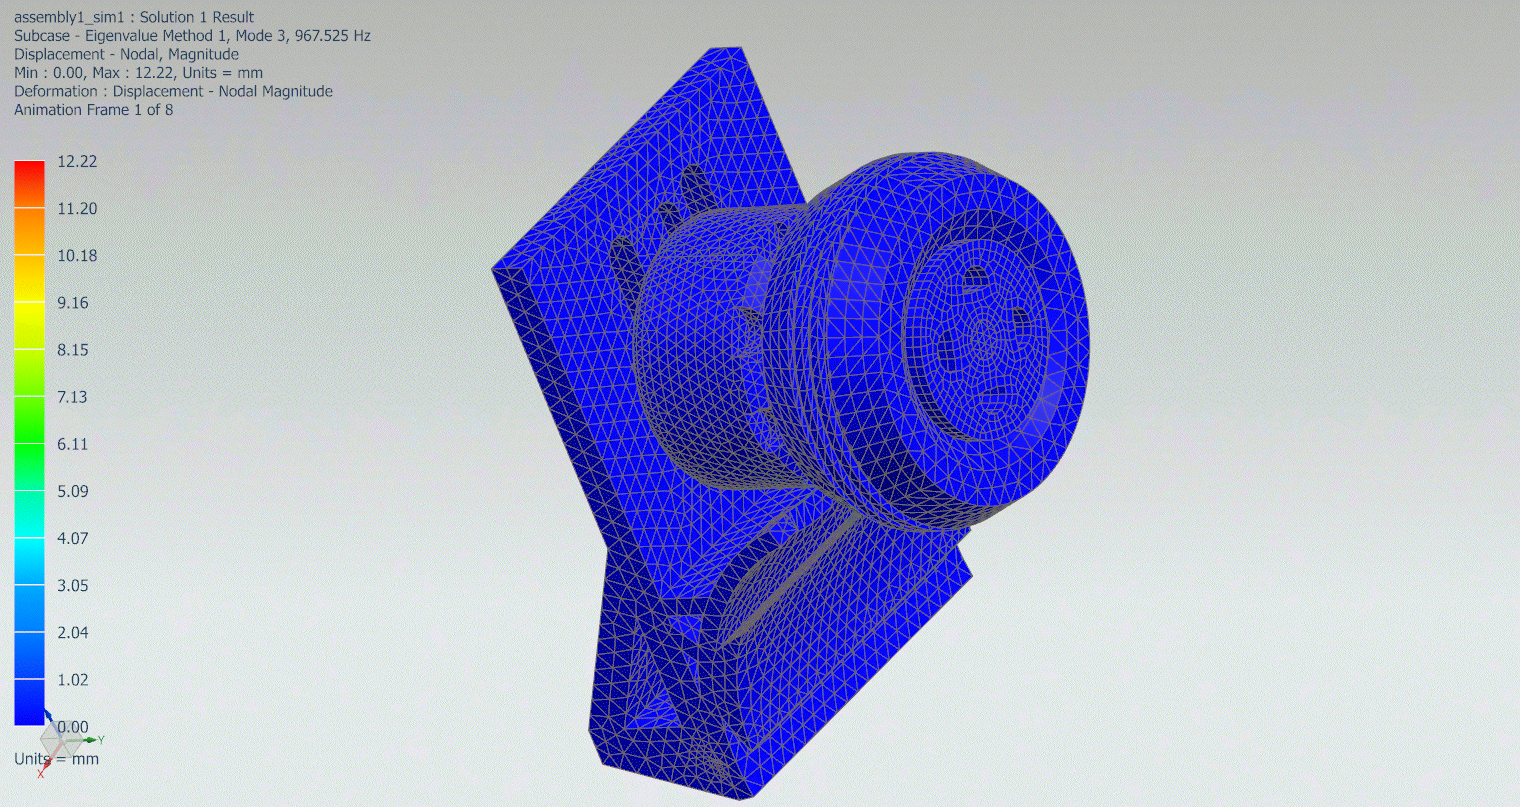 assembly1_sim1 : Solution 1 Result
Subcase - Eigenvalue Method 1, Mode 3, 967.525 Hz
Displacement - Nodal, Magnitude
Min : 0.00, Max : 12.22, Units = mm
Deformation : Displacement - Nodal Magnitude
Animation Frame 1 of 8
12.22
11.20
10.18
9.16
8.15
7.13
6.11
5.09
4.07
3.05
2.04
1.02
0.00
Y
Units = mm
X